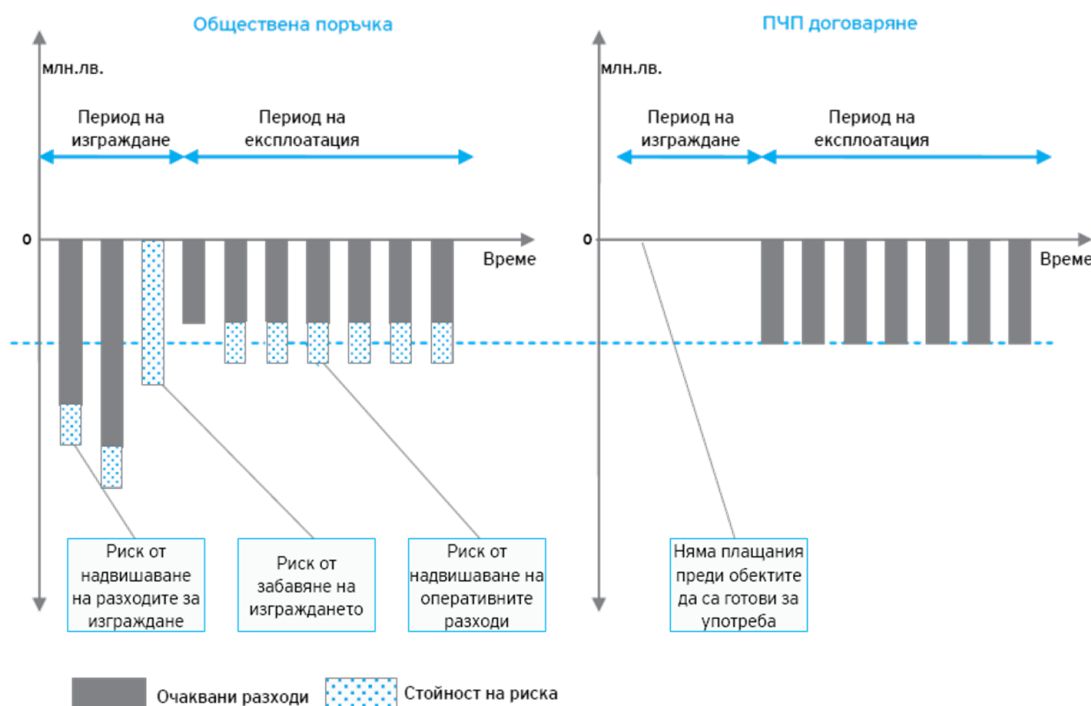 Обществена поръчка
млн.лв.
Период на
изграждане
Период на
експлоатация
0
Време
Риск от
надвишаване
на разходите за
изграждане
Риск от
забавяне на
изграждането
Риск от
надвишаване на
оперативните
разходи
ПЧП договаряне
млн.лв.
Период на
изграждане
Период на
експлоатация
0
Време
Няма плащания
преди обектите
да са готови за
употреба
Очаквани разходи
Стойност на риска